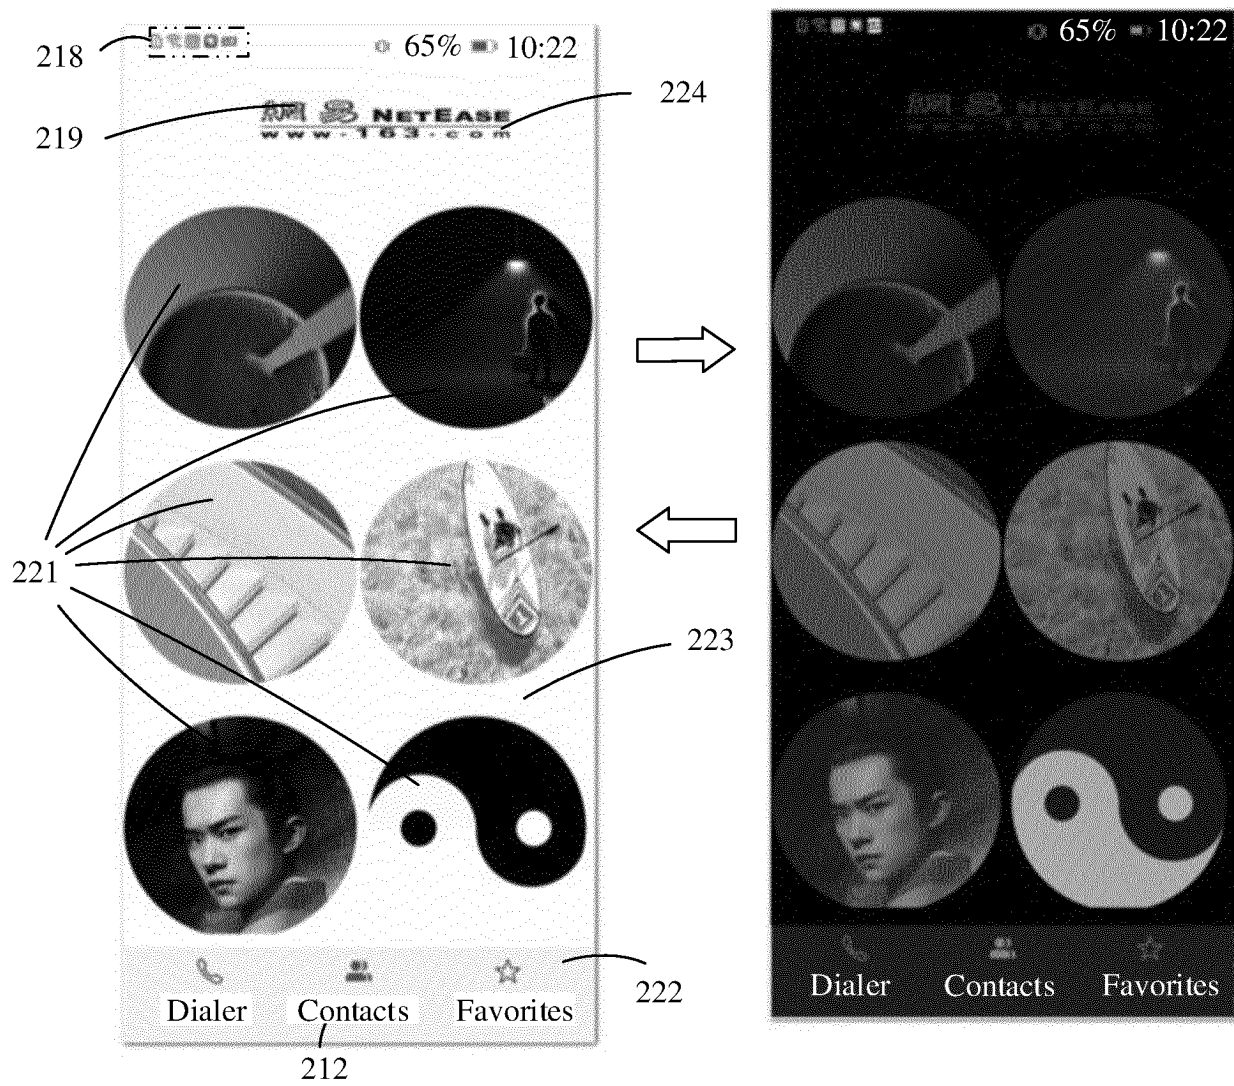 218
65% 10:22
65% 10:22
網易 NETEASE
224
www.163.com
219
221
223
222
Dialer Contacts Favorites
Dialer Contacts Favorites
212